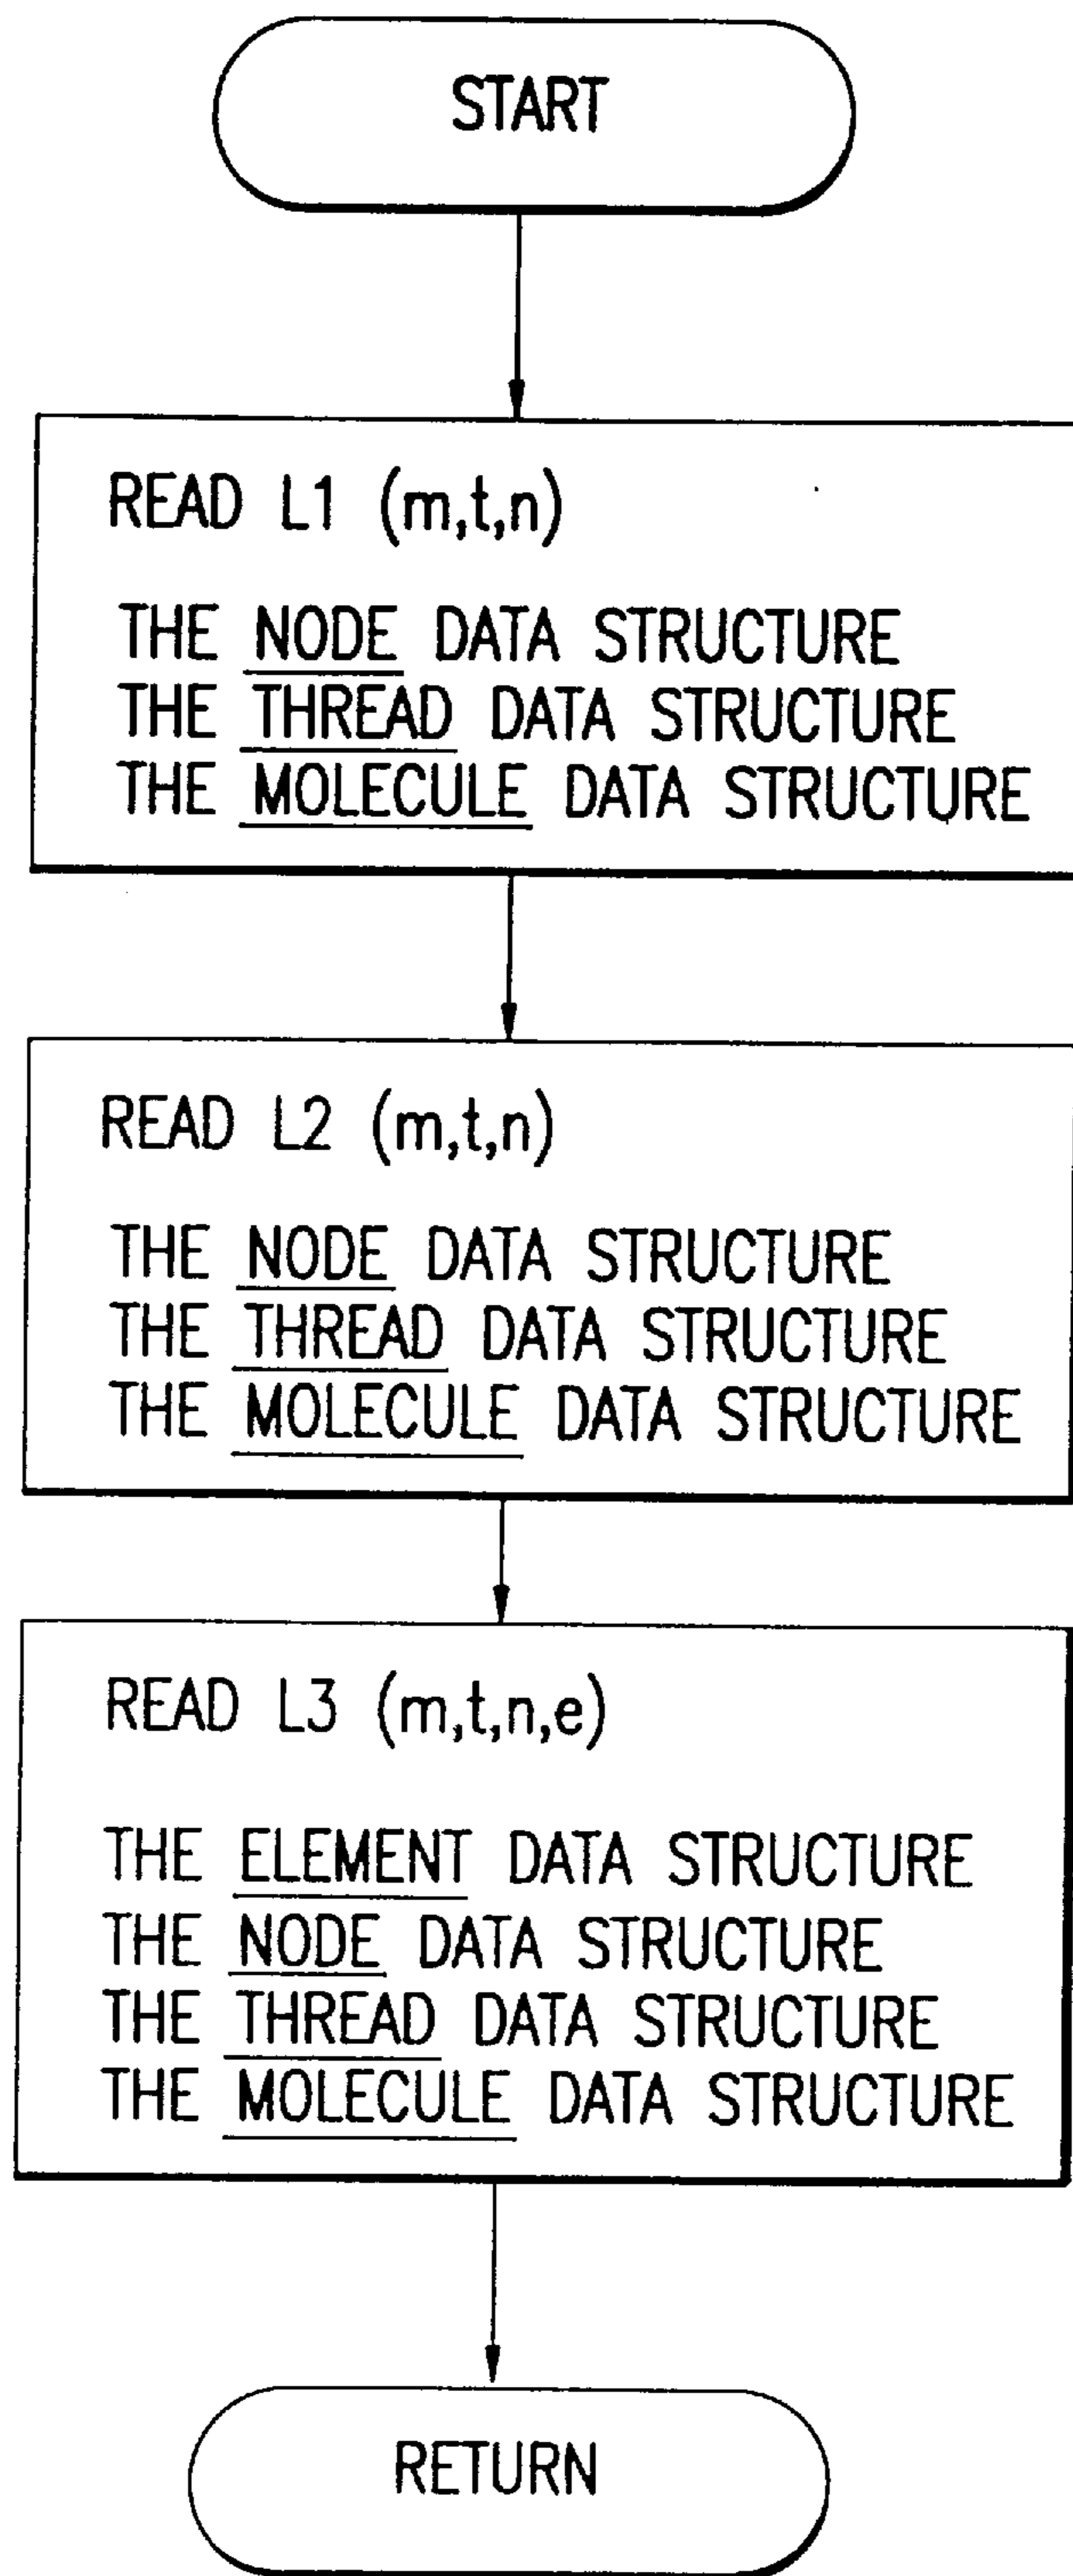 START
READ L1 (m,t,n)
THE NODE DATA STRUCTURE
THE THREAD DATA STRUCTURE
THE MOLECULE DATA STRUCTURE
READ L2 (m,t,n)
THE NODE DATA STRUCTURE
THE THREAD DATA STRUCTURE
THE MOLECULE DATA STRUCTURE
READ L3 (m,t,n,e)
THE ELEMENT DATA STRUCTURE
THE NODE DATA STRUCTURE
THE THREAD DATA STRUCTURE
THE MOLECULE DATA STRUCTURE
RETURN